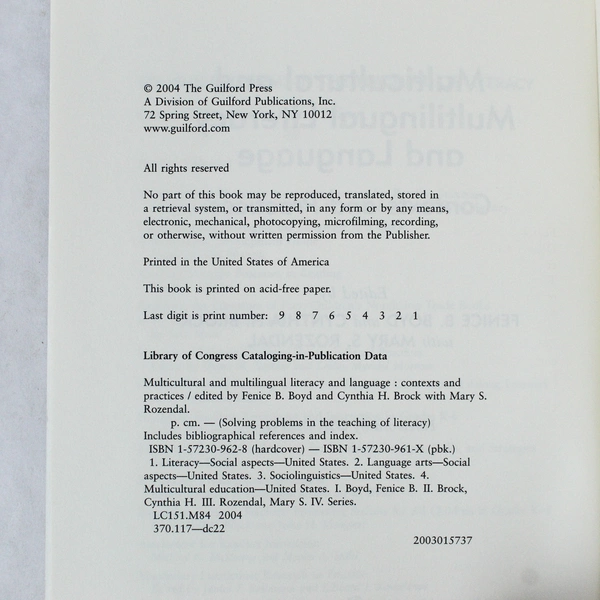 © 2004 The Guilford Press
A Division of Guilford Publications, Inc.
72 Spring Street, New York, NY 10012
www.guilford.com
All rights reserved
No part of this book may be reproduced, translated, stored in
a retrieval system, or transmitted, in any form or by any means,
electronic, mechanical, photocopying, microfilming, recording,
or otherwise, without written permission from the Publisher.
Printed in the United States of America
This book is printed on acid-free paper.
Last digit is print number: 9 8 7 6 5 4 3 2 1
Library of Congress Cataloging-in-Publication Data
Multicultural and multilingual literacy and language : contexts and
practices / edited by Fenice B. Boyd and Cynthia H. Brock with Mary S.
Rozendal.
p. cm. — (Solving problems in the teaching of literacy)
Includes bibliographical references and index.
ISBN 1-57230-962-8 (hardcover) — ISBN 1-57230-961-X (pbk.)
1. Literacy—Social aspects—United States. 2. Language arts—Social
aspects—United States. 3. Sociolinguistics—United States. 4.
Multicultural education—United States. I. Boyd, Fenice B. II. Brock,
Cynthia H. III. Rozendal, Mary S. IV. Series.
LC151.M84 2004
370.117—dc22
2003015737